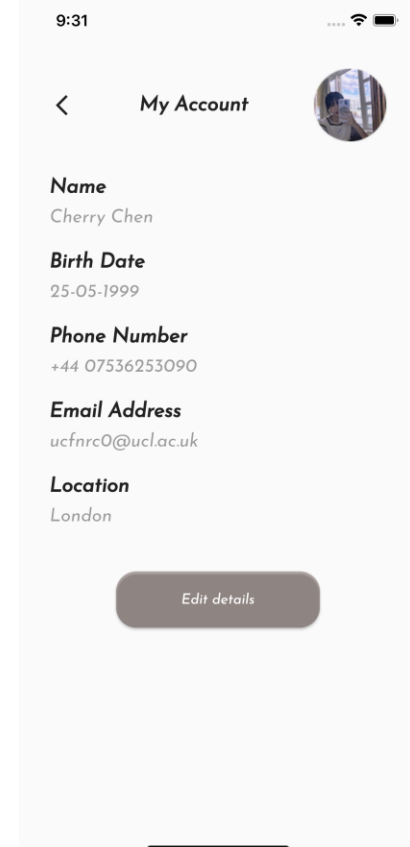 9:31
My Account
Name
Cherry Chen
Birth Date
25-05-1999
Phone Number
+44 07536253090
Email Address
ucfnrc0@ucl.ac.uk
Location
London
Edit details